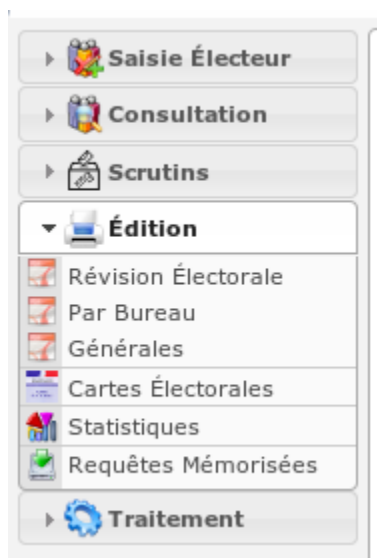 Saisie Électeur
Consultation
Scrutins
Édition
Révision Électorale
Par Bureau
Générales
Cartes Électorales
Statistiques
Requêtes Mémorisées
Traitement